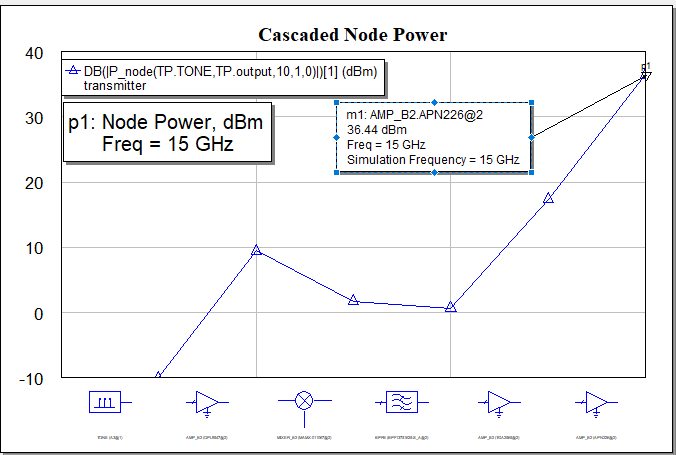 Cascaded Node Power
40
30
20
10
0
-10
DB(|P_node(TP.TONE,TP.output,10,1,0)|)[1] (dBm)
transmitter
p1: Node Power, dBm
Freq = 15 GHz
m1: AMP_B2.APN226@2
36.44 dBm
Freq = 15 GHz
Simulation Frequency = 15 GHz